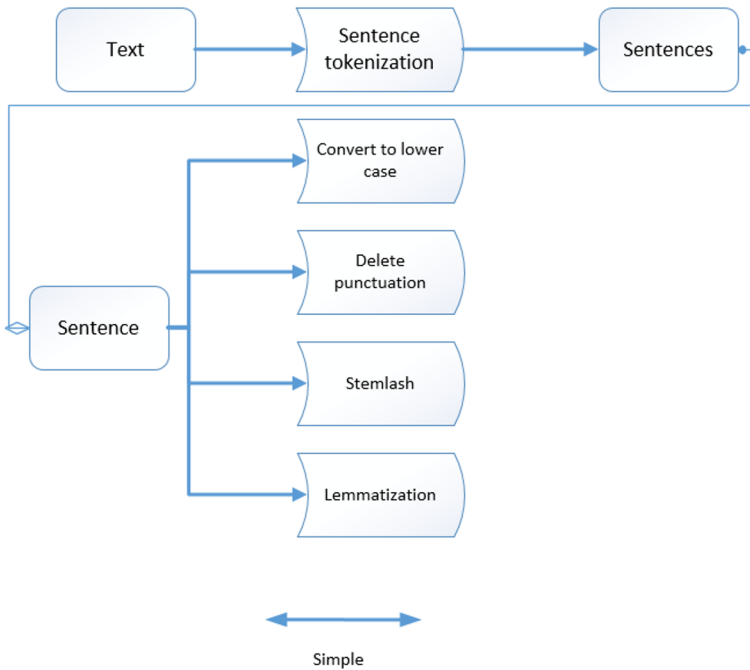 Text
Sentence
tokenization
Sentences
Convert to lower
case
Delete
punctuation
Sentence
Stemlash
Lemmatization
Simple